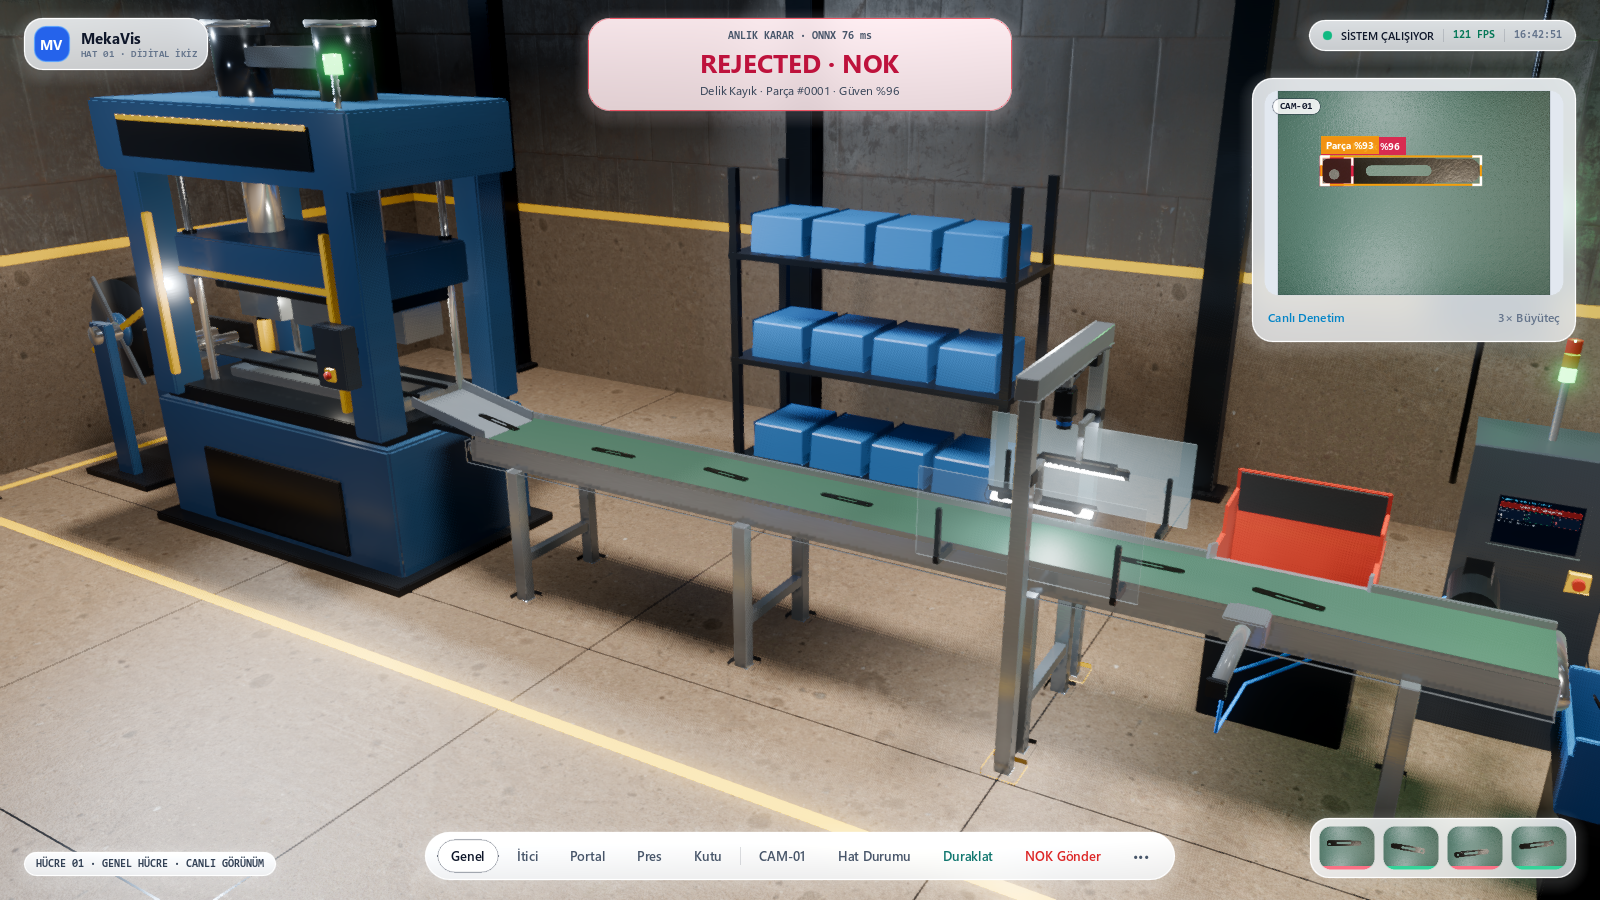 MV
MekaVis
HAT 01 · DİJİTAL İKİZ
ANLIK KARAR · ONNX 76 ms
REJECTED · NOK
Delik Kayık · Parça #0001 · Güven %96
SİSTEM ÇALIŞIYOR
121 FPS
16:42:51
CAM-01
Parça %93
%96
Canlı Denetim
3× Büyüteç
HÜCRE 01 · GENEL HÜCRE · CANLI GÖRÜNÜM
Genel
İtici
Portal
Pres
Kutu
CAM-01
Hat Durumu
Duraklat
NOK Gönder